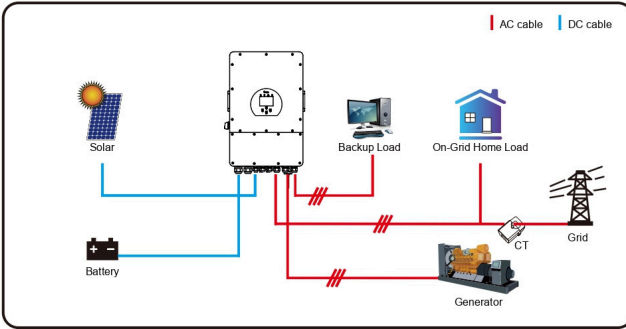 AC cable
DC cable
Solar
Backup Load
On-Grid Home Load
CT
Grid
Battery
Generator